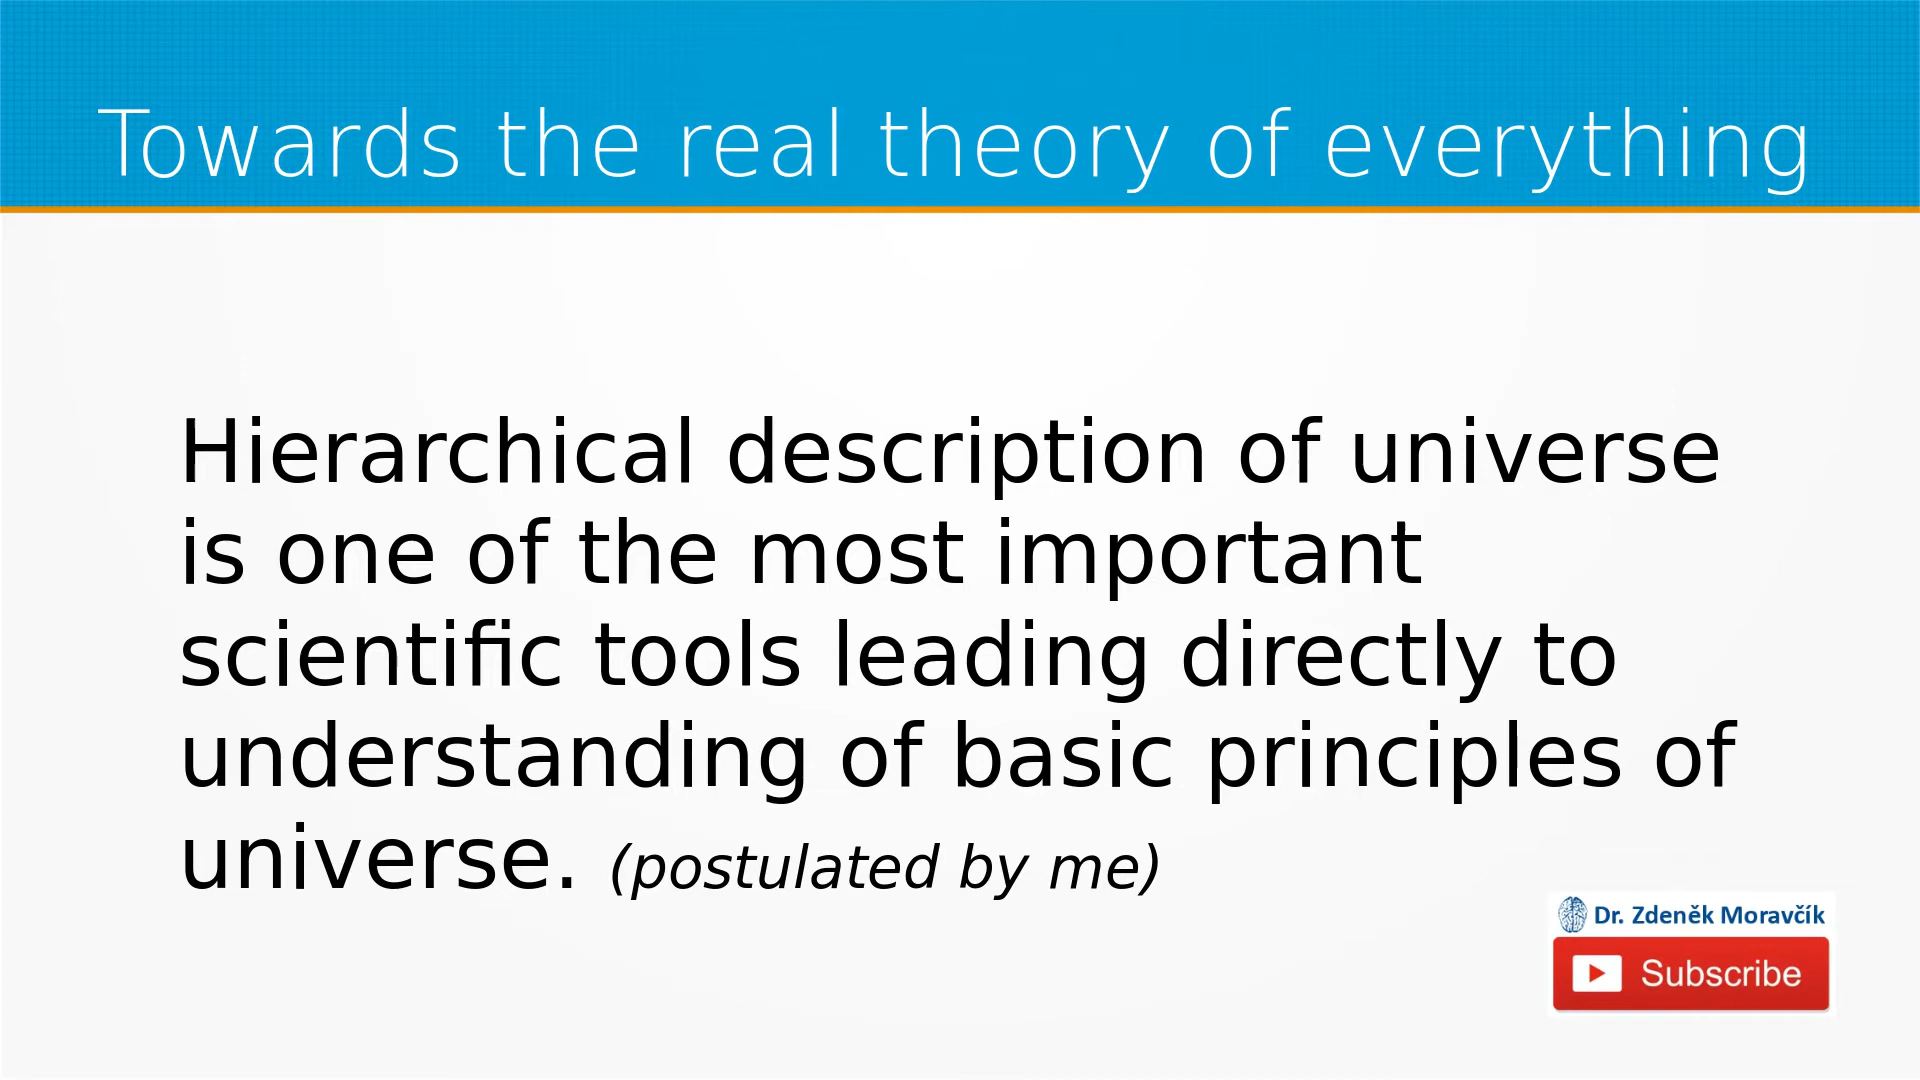 Towards the real theory of everything
Hierarchical description of universe
is one of the most important
scientific tools leading directly to
understanding of basic principles of
universe. (postulated by me)
Dr. Zdeněk Moravčík
Subscribe